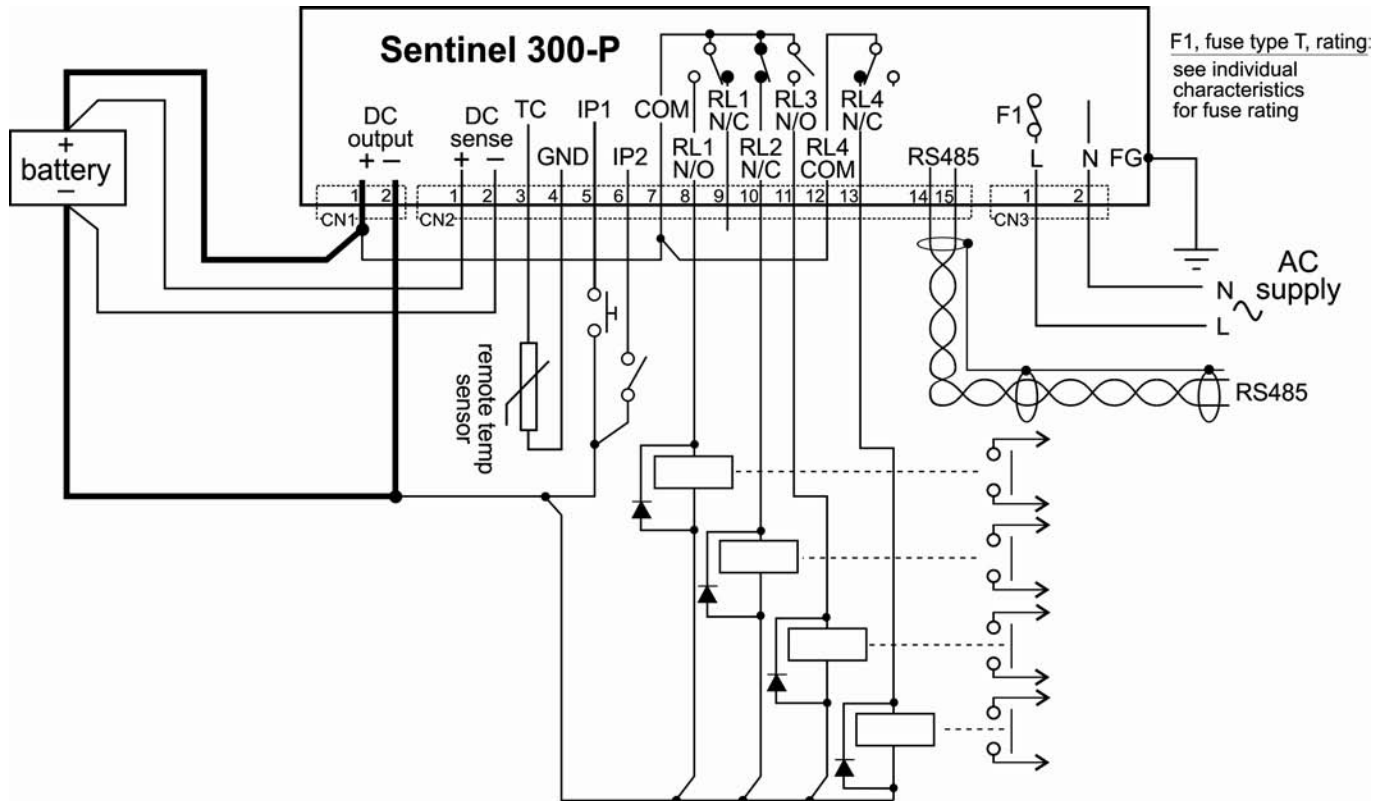 Sentinel 300-P
F1, fuse type T, rating:
see individual
characteristics
for fuse rating
DC
output
+ −
DC
sense
+ −
TC
GND
IP1
IP2
COM
RL1
N/O
RL1
N/C
RL2
N/C
RL3
N/O
RL4
COM
RL4
N/C
RS485
F1
L
N
FG
+
battery
−
1 2
CN1
1 2 3 4 5 6 7 8 9 10 11 12 13 14 15
CN2
1 2
CN3
AC
supply
N
L
remote temp
sensor
RS485